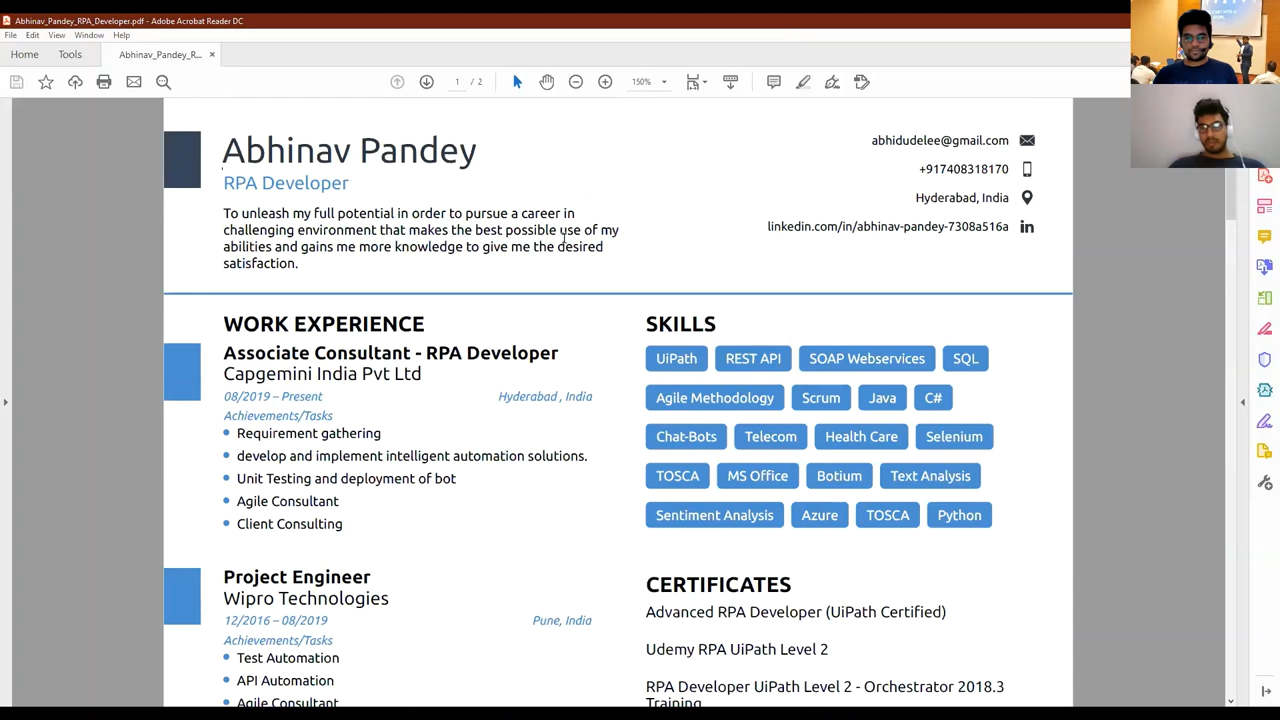 Abhinav_Pandey_RPA_Developer.pdf - Adobe Acrobat Reader DC
File Edit View Window Help
Home Tools Abhinav_Pandey_R... ×
1 / 2 150%
Abhinav Pandey
RPA Developer
To unleash my full potential in order to pursue a career in
challenging environment that makes the best possible use of my
abilities and gains me more knowledge to give me the desired
satisfaction.
abhidudelee@gmail.com
+917408318170
Hyderabad, India
linkedin.com/in/abhinav-pandey-7308a516a
WORK EXPERIENCE
Associate Consultant - RPA Developer
Capgemini India Pvt Ltd
08/2019 – Present Hyderabad , India
Achievements/Tasks
Requirement gathering
develop and implement intelligent automation solutions.
Unit Testing and deployment of bot
Agile Consultant
Client Consulting
Project Engineer
Wipro Technologies
12/2016 – 08/2019 Pune, India
Achievements/Tasks
Test Automation
API Automation
Agile Consultant
SKILLS
UiPath REST API SOAP Webservices SQL
Agile Methodology Scrum Java C#
Chat-Bots Telecom Health Care Selenium
TOSCA MS Office Botium Text Analysis
Sentiment Analysis Azure TOSCA Python
CERTIFICATES
Advanced RPA Developer (UiPath Certified)
Udemy RPA UiPath Level 2
RPA Developer UiPath Level 2 - Orchestrator 2018.3
Training